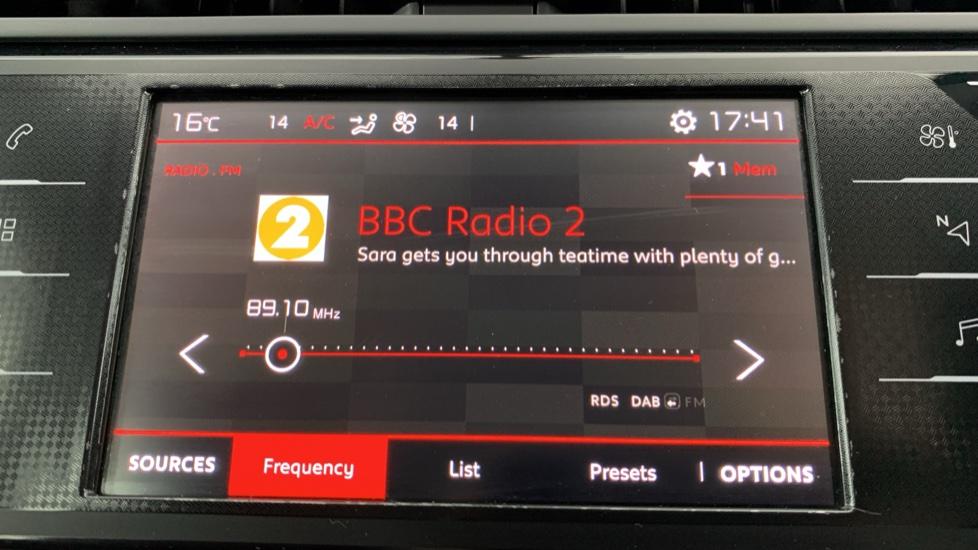 16°C 14 A/C 14 17:41
RADIO . FM
1 Mem
2
BBC Radio 2
Sara gets you through teatime with plenty of g...
89.10 MHz
RDS DAB FM
SOURCES Frequency List Presets OPTIONS
N